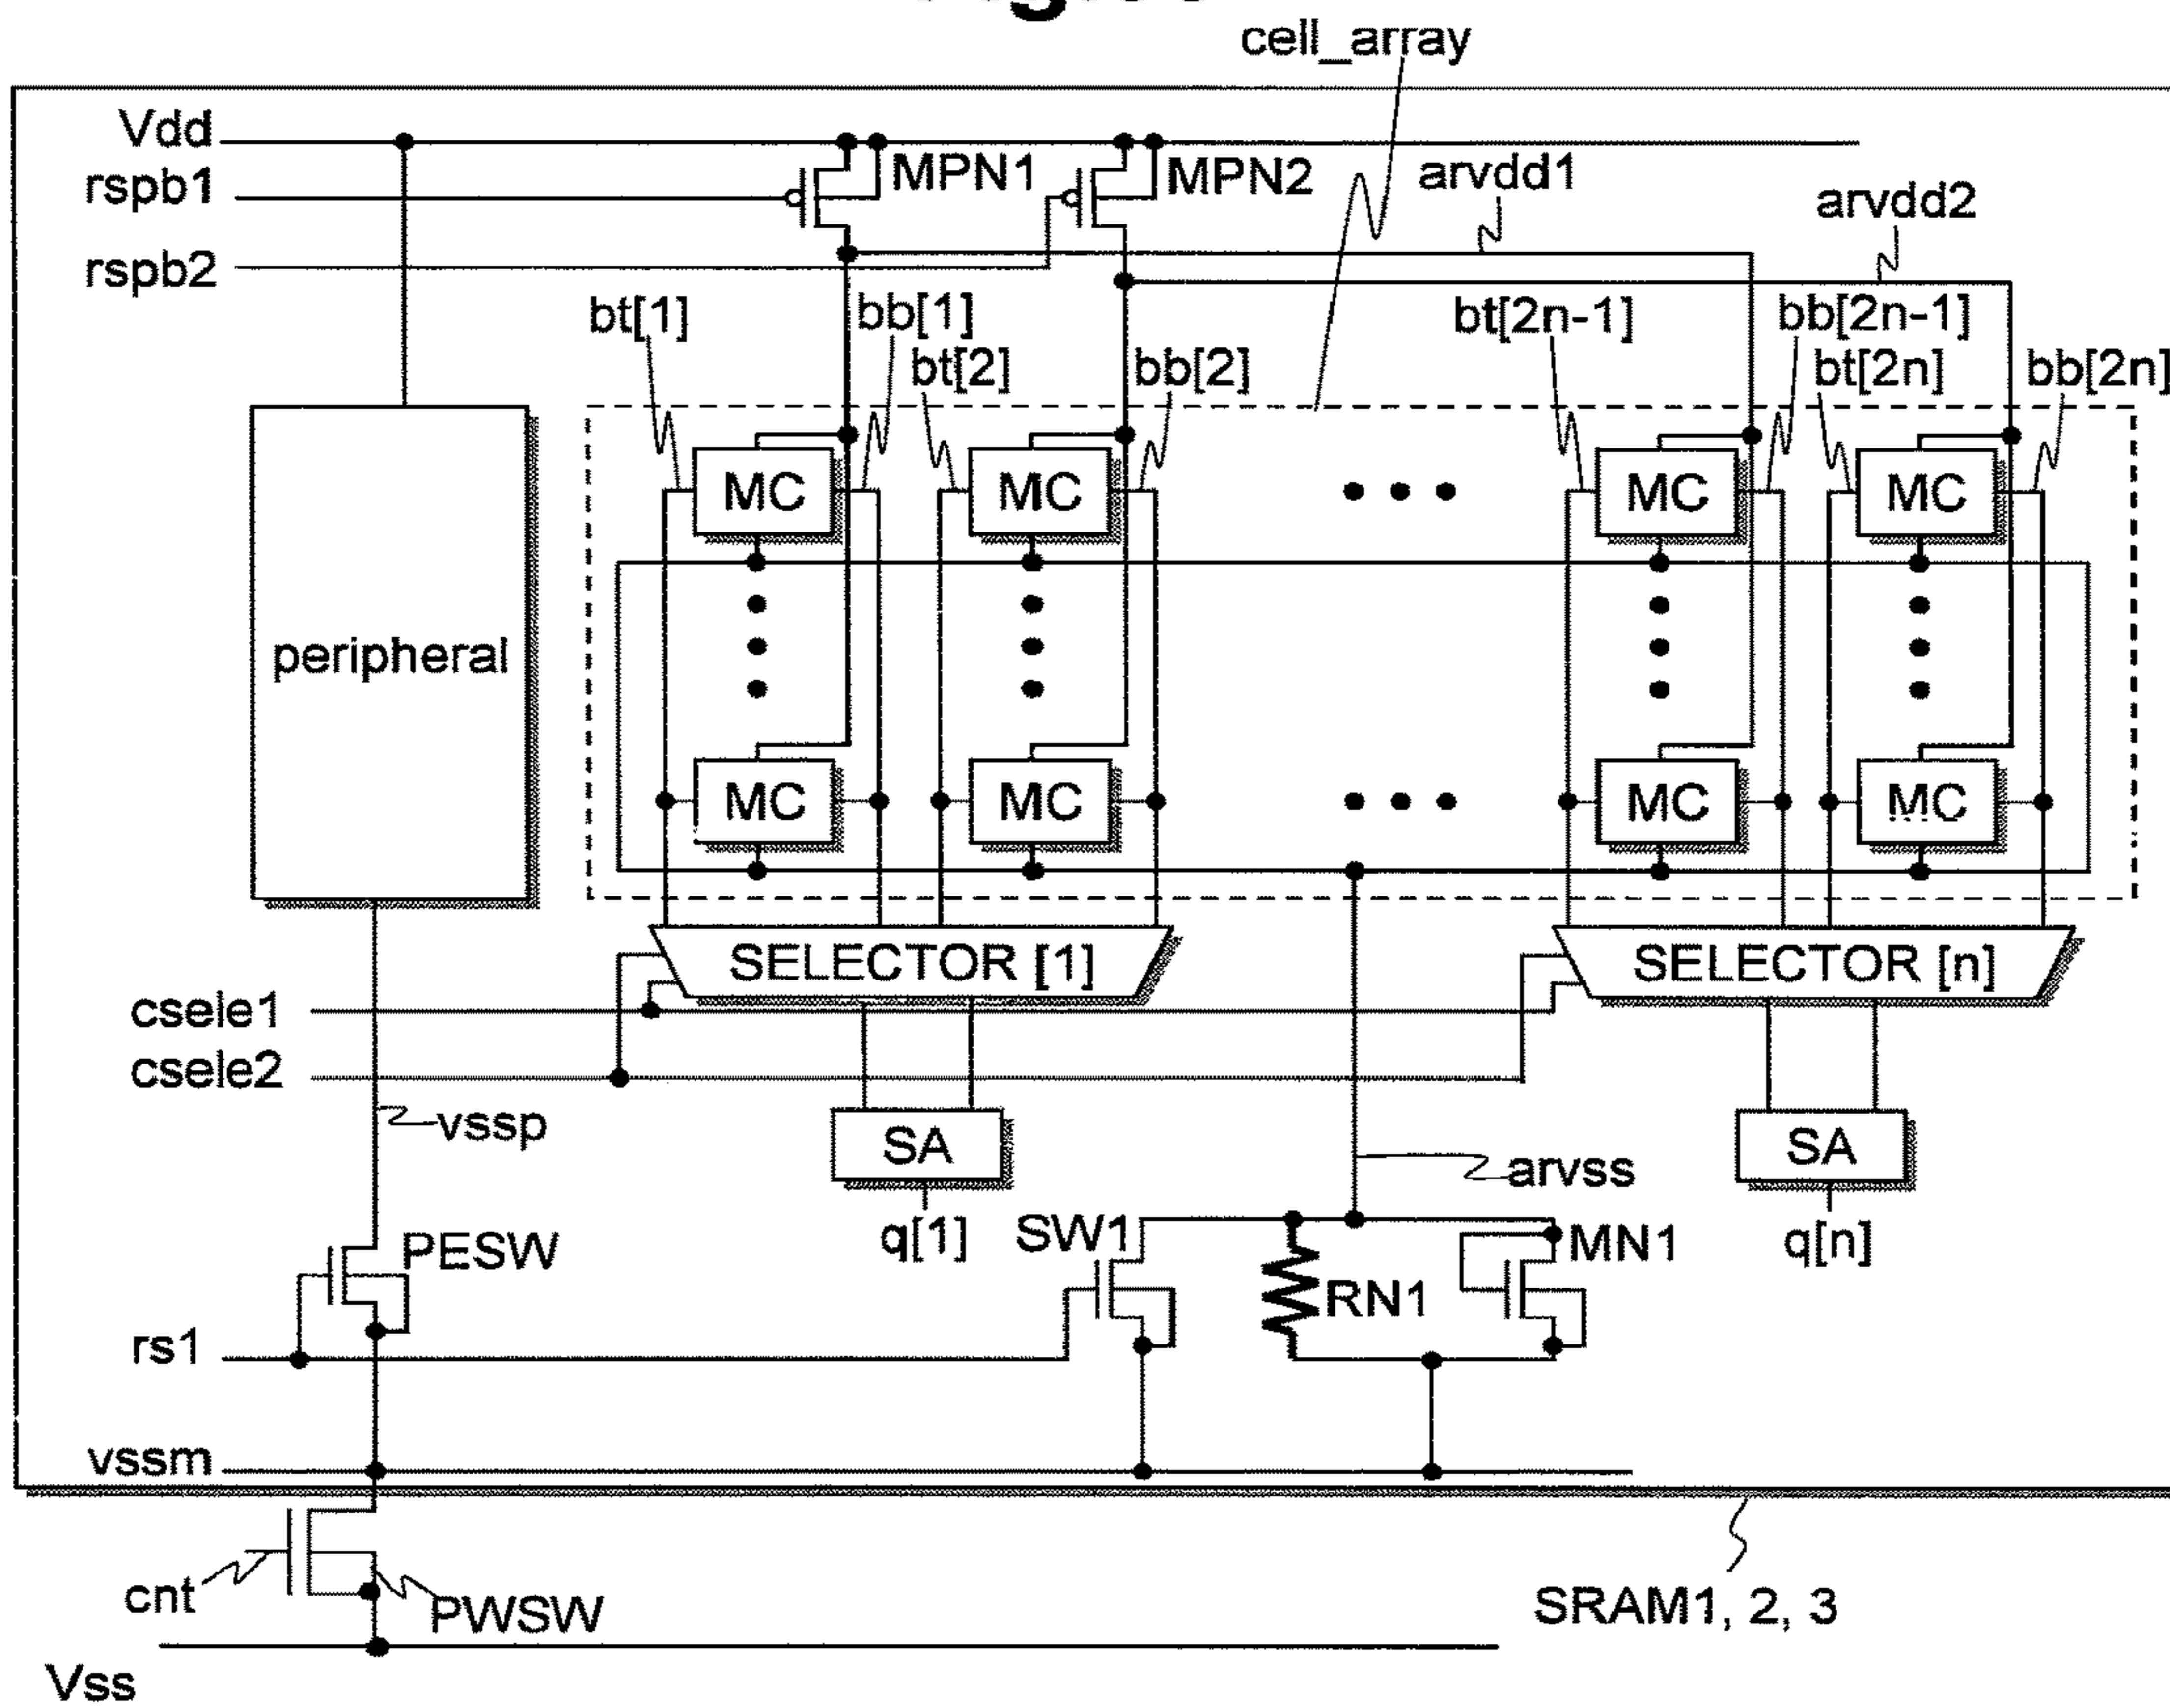 cell_array
Vdd
MPN1 MPN2 arvdd1
rspb1
arvdd2
rspb2
bt[1] bb[1] bt[2n-1] bb[2n-1]
bt[2] bb[2] bt[2n] bb[2n]
MC MC MC MC
peripheral
MC MC MC MC
SELECTOR [1] SELECTOR [n]
csele1
csele2
vssp
SA SA
arvss
q[1] q[n]
PESW SW1 RN1 MN1
rs1
vssm
cnt
PWSW
SRAM1, 2, 3
Vss